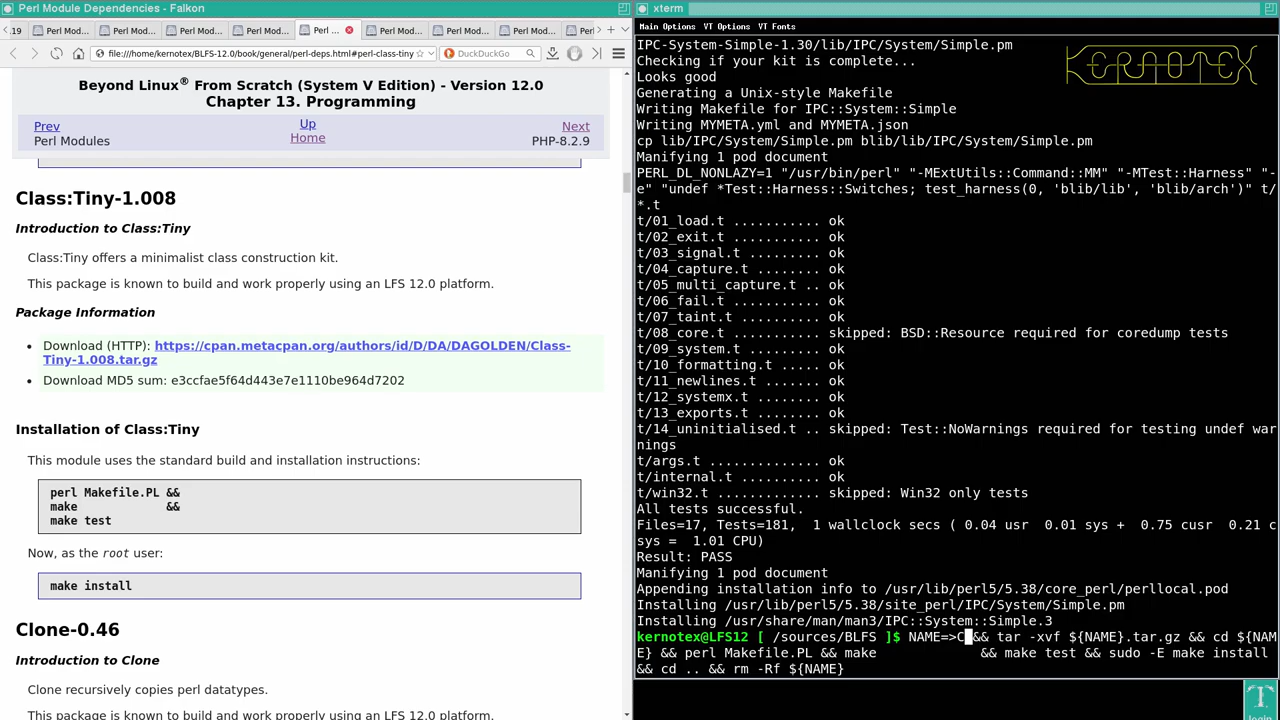 Perl Module Dependencies - Falkon
19 Perl Mod... Perl Mod... Perl Mod... Perl Mod... Perl ... Perl Mod... Perl Mod... Perl Mod... Perl
file:///home/kernotex/BLFS-12.0/book/general/perl-deps.html#perl-class-tiny DuckDuckGo
Beyond Linux® From Scratch (System V Edition) - Version 12.0
Chapter 13. Programming
Prev Up Next
Perl Modules Home PHP-8.2.9
Class:Tiny-1.008
Introduction to Class:Tiny
Class:Tiny offers a minimalist class construction kit.
This package is known to build and work properly using an LFS 12.0 platform.
Package Information
Download (HTTP): https://cpan.metacpan.org/authors/id/D/DA/DAGOLDEN/Class-
Tiny-1.008.tar.gz
Download MD5 sum: e3ccfae5f64d443e7e1110be964d7202
Installation of Class:Tiny
This module uses the standard build and installation instructions:
perl Makefile.PL &&
make             &&
make test
Now, as the root user:
make install
Clone-0.46
Introduction to Clone
Clone recursively copies perl datatypes.
This package is known to build and work properly using an LFS 12.0 platform.
xterm
Main Options VT Options VT Fonts
KERNOTEX
IPC-System-Simple-1.30/lib/IPC/System/Simple.pm
Checking if your kit is complete...
Looks good
Generating a Unix-style Makefile
Writing Makefile for IPC::System::Simple
Writing MYMETA.yml and MYMETA.json
cp lib/IPC/System/Simple.pm blib/lib/IPC/System/Simple.pm
Manifying 1 pod document
PERL_DL_NONLAZY=1 "/usr/bin/perl" "-MExtUtils::Command::MM" "-MTest::Harness" "-
e" "undef *Test::Harness::Switches; test_harness(0, 'blib/lib', 'blib/arch')" t/
*.t
t/01_load.t ........... ok
t/02_exit.t ........... ok
t/03_signal.t ......... ok
t/04_capture.t ........ ok
t/05_multi_capture.t .. ok
t/06_fail.t ........... ok
t/07_taint.t .......... ok
t/08_core.t ........... skipped: BSD::Resource required for coredump tests
t/09_system.t ......... ok
t/10_formatting.t ..... ok
t/11_newlines.t ....... ok
t/12_systemx.t ........ ok
t/13_exports.t ........ ok
t/14_uninitialised.t .. skipped: Test::NoWarnings required for testing undef war
nings
t/args.t .............. ok
t/internal.t .......... ok
t/win32.t ............. skipped: Win32 only tests
All tests successful.
Files=17, Tests=181,  1 wallclock secs ( 0.04 usr  0.01 sys +  0.75 cusr  0.21 c
sys =  1.01 CPU)
Result: PASS
Manifying 1 pod document
Appending installation info to /usr/lib/perl5/5.38/core_perl/perllocal.pod
Installing /usr/lib/perl5/5.38/site_perl/IPC/System/Simple.pm
Installing /usr/share/man/man3/IPC::System::Simple.3
kernotex@LFS12 [ /sources/BLFS ]$ NAME=>C && tar -xvf ${NAME}.tar.gz && cd ${NAM
E} && perl Makefile.PL && make             && make test && sudo -E make install
&& cd .. && rm -Rf ${NAME}
login